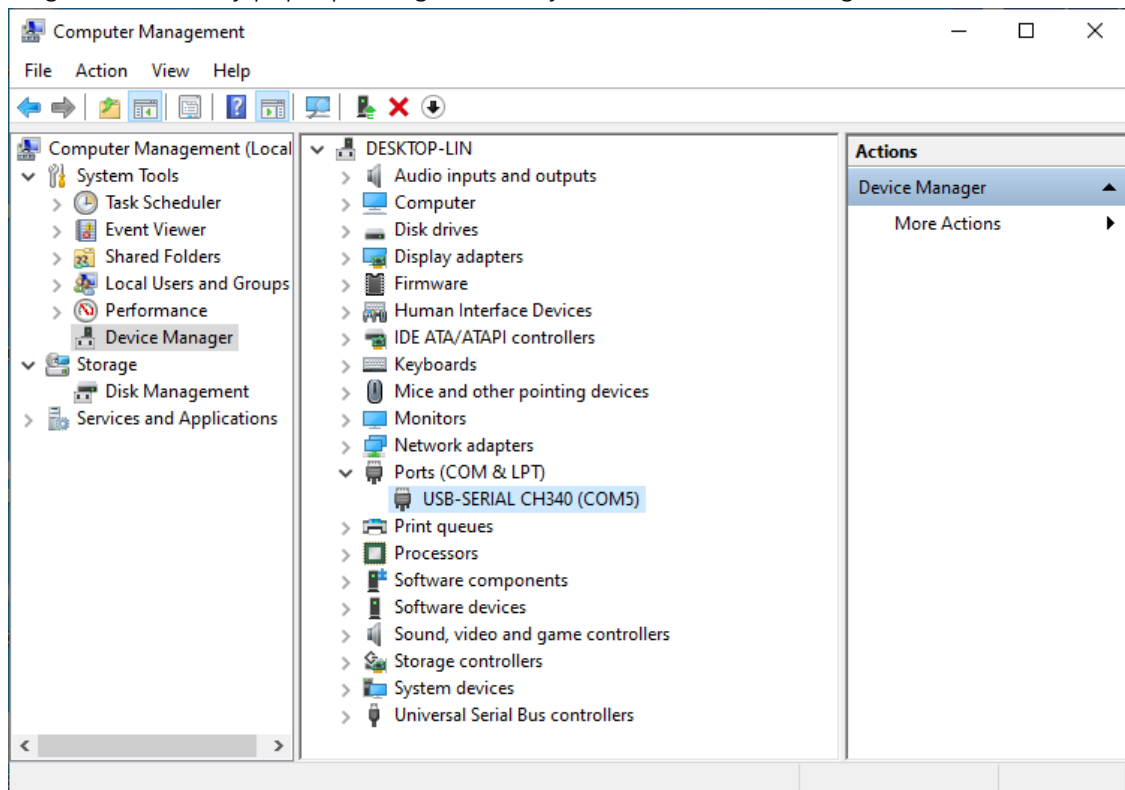 Computer Management
File Action View Help
Computer Management (Local
System Tools
Task Scheduler
Event Viewer
Shared Folders
Local Users and Groups
Performance
Device Manager
Storage
Disk Management
Services and Applications
DESKTOP-LIN
Audio inputs and outputs
Computer
Disk drives
Display adapters
Firmware
Human Interface Devices
IDE ATA/ATAPI controllers
Keyboards
Mice and other pointing devices
Monitors
Network adapters
Ports (COM & LPT)
USB-SERIAL CH340 (COM5)
Print queues
Processors
Software components
Software devices
Sound, video and game controllers
Storage controllers
System devices
Universal Serial Bus controllers
Actions
Device Manager
More Actions